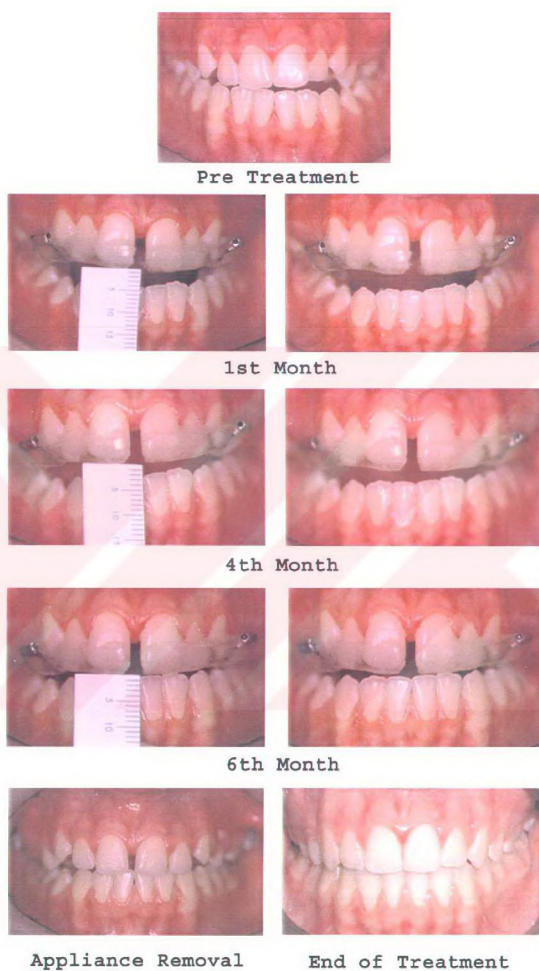 Pre Treatment
1st Month
4th Month
6th Month
Appliance Removal
End of Treatment